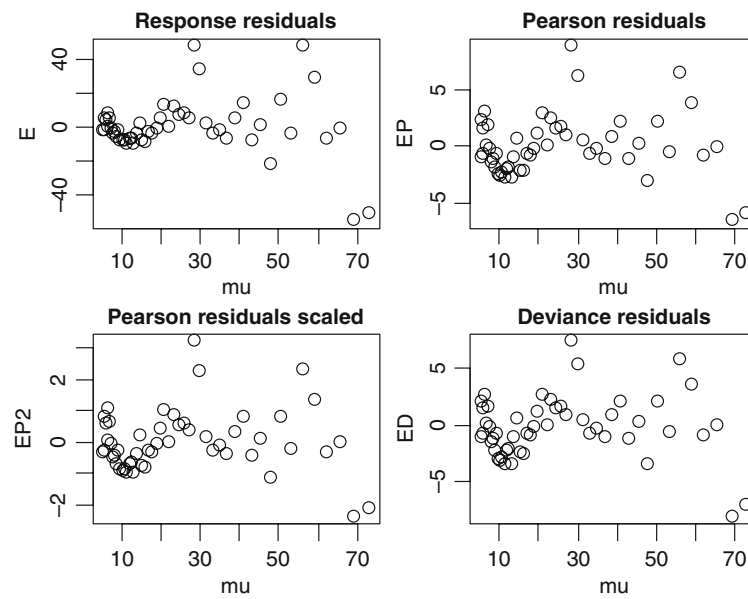 Response residuals
E
40
0
−40
10
30
50
70
mu
Pearson residuals
EP
5
0
−5
10
30
50
70
mu
Pearson residuals scaled
EP2
2
0
−2
10
30
50
70
mu
Deviance residuals
ED
5
0
−5
10
30
50
70
mu